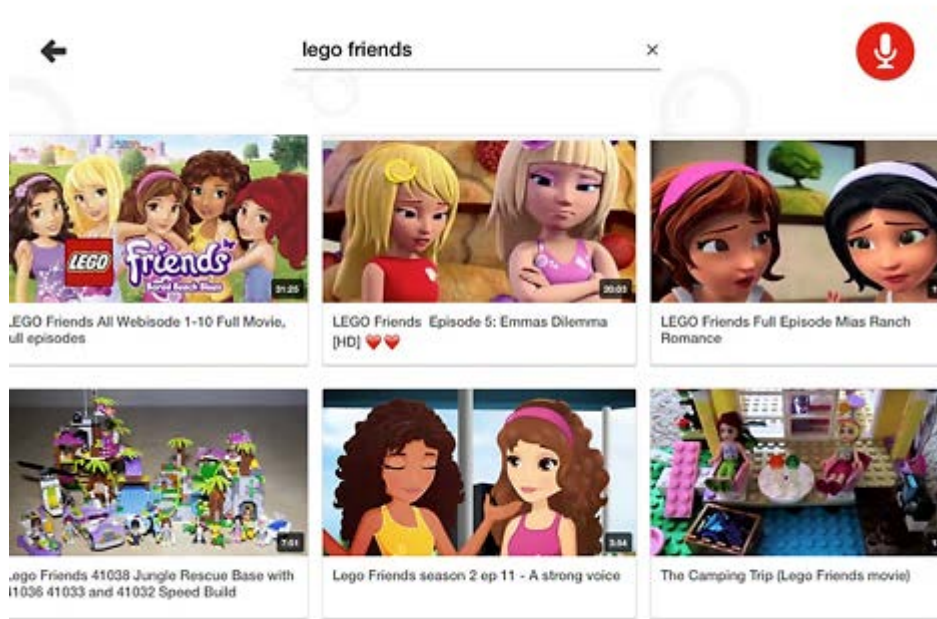 lego friends
LEGO
friends
31:25
20:03
LEGO Friends All Webisode 1-10 Full Movie,
ull episodes
LEGO Friends Episode 5: Emmas Dilemma
[HD] ❤❤
LEGO Friends Full Episode Mias Ranch
Romance
7:51
3:04
Lego Friends 41038 Jungle Rescue Base with
41036 41033 and 41032 Speed Build
Lego Friends season 2 ep 11 - A strong voice
The Camping Trip (Lego Friends movie)